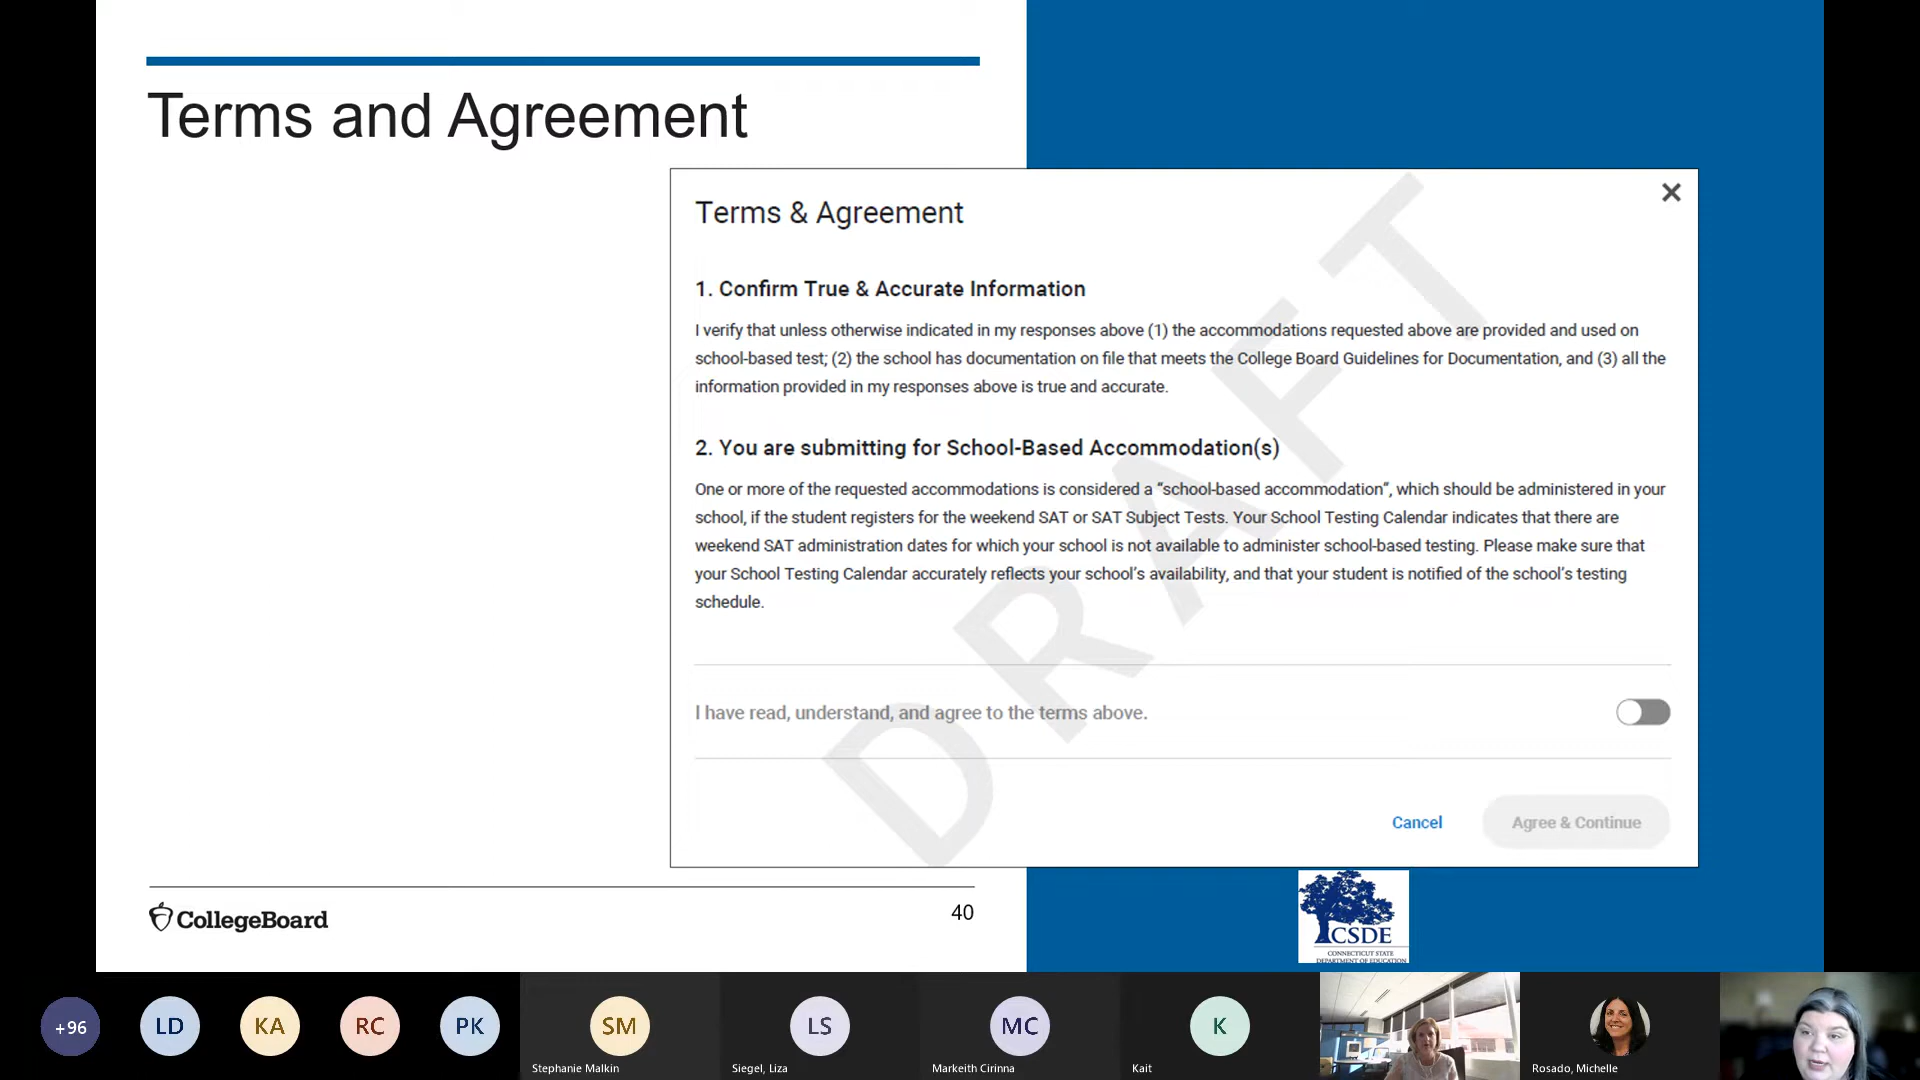 Terms and Agreement
Terms & Agreement
1. Confirm True & Accurate Information
I verify that unless otherwise indicated in my responses above (1) the accommodations requested above are provided and used on
school-based test; (2) the school has documentation on file that meets the College Board Guidelines for Documentation, and (3) all the
information provided in my responses above is true and accurate.
2. You are submitting for School-Based Accommodation(s)
One or more of the requested accommodations is considered a “school-based accommodation”, which should be administered in your
school, if the student registers for the weekend SAT or SAT Subject Tests. Your School Testing Calendar indicates that there are
weekend SAT administration dates for which your school is not available to administer school-based testing. Please make sure that
your School Testing Calendar accurately reflects your school’s availability, and that your student is notified of the school’s testing
schedule.
I have read, understand, and agree to the terms above.
Cancel Agree & Continue
DRAFT
CollegeBoard
40
CSDE
CONNECTICUT STATE
DEPARTMENT OF EDUCATION
+96 LD KA RC PK SM LS MC K
Stephanie Malkin Siegel, Liza Markeith Cirinna Kait Rosado, Michelle